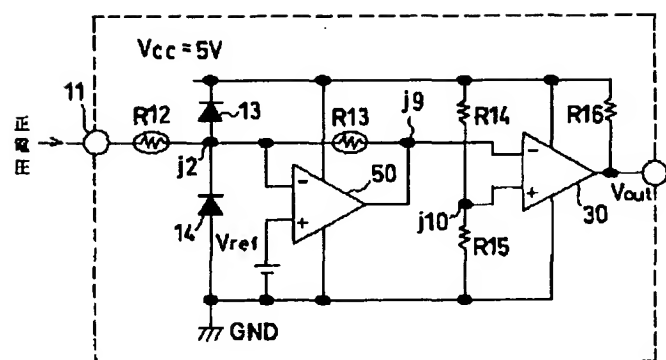 Vcc=5V
11
R12
13
R13
j9
R14
R16
正電圧
j2
50
14
Vref
j10
R15
Vout
30
GND